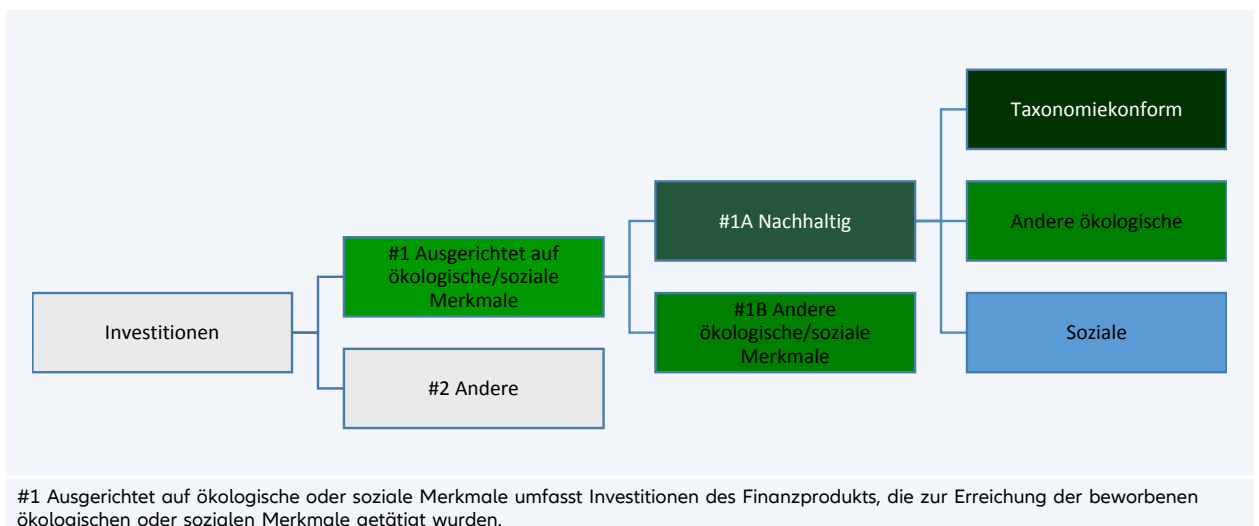 Investitionen
#1 Ausgerichtet auf
ökologische/soziale
Merkmale
#2 Andere
#1A Nachhaltig
#1B Andere
ökologische/soziale
Merkmale
Taxonomiekonform
Andere ökologische
Soziale
#1 Ausgerichtet auf ökologische oder soziale Merkmale umfasst Investitionen des Finanzprodukts, die zur Erreichung der beworbenen
ökologischen oder sozialen Merkmale getätigt wurden.